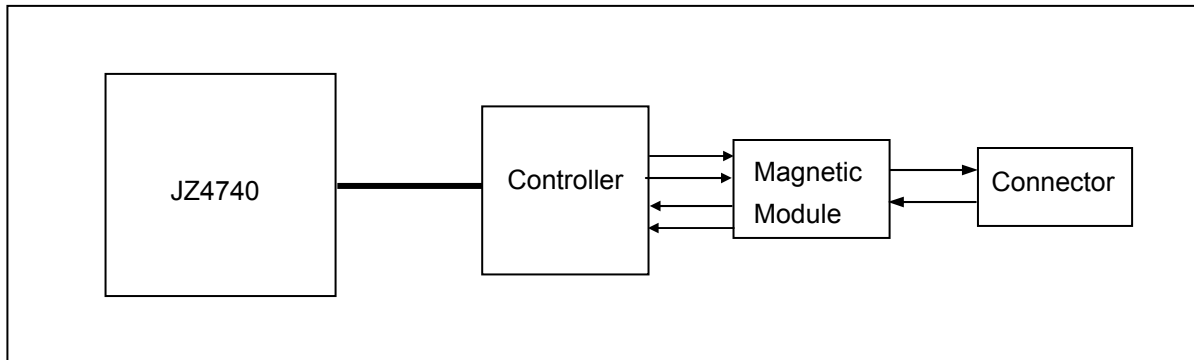 JZ4740
Controller
Magnetic
Module
Connector